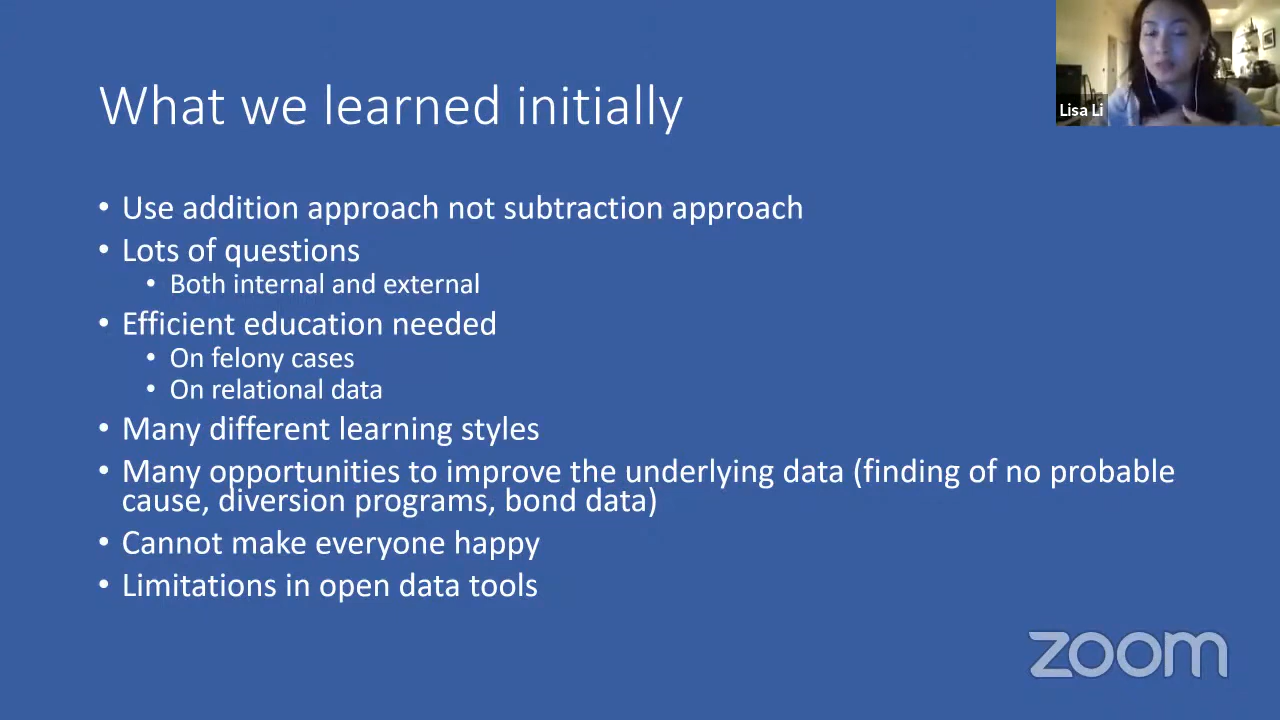 What we learned initially
Lisa Li
• Use addition approach not subtraction approach
• Lots of questions
• Both internal and external
• Efficient education needed
• On felony cases
• On relational data
• Many different learning styles
• Many opportunities to improve the underlying data (finding of no probable
cause, diversion programs, bond data)
• Cannot make everyone happy
• Limitations in open data tools
zoom